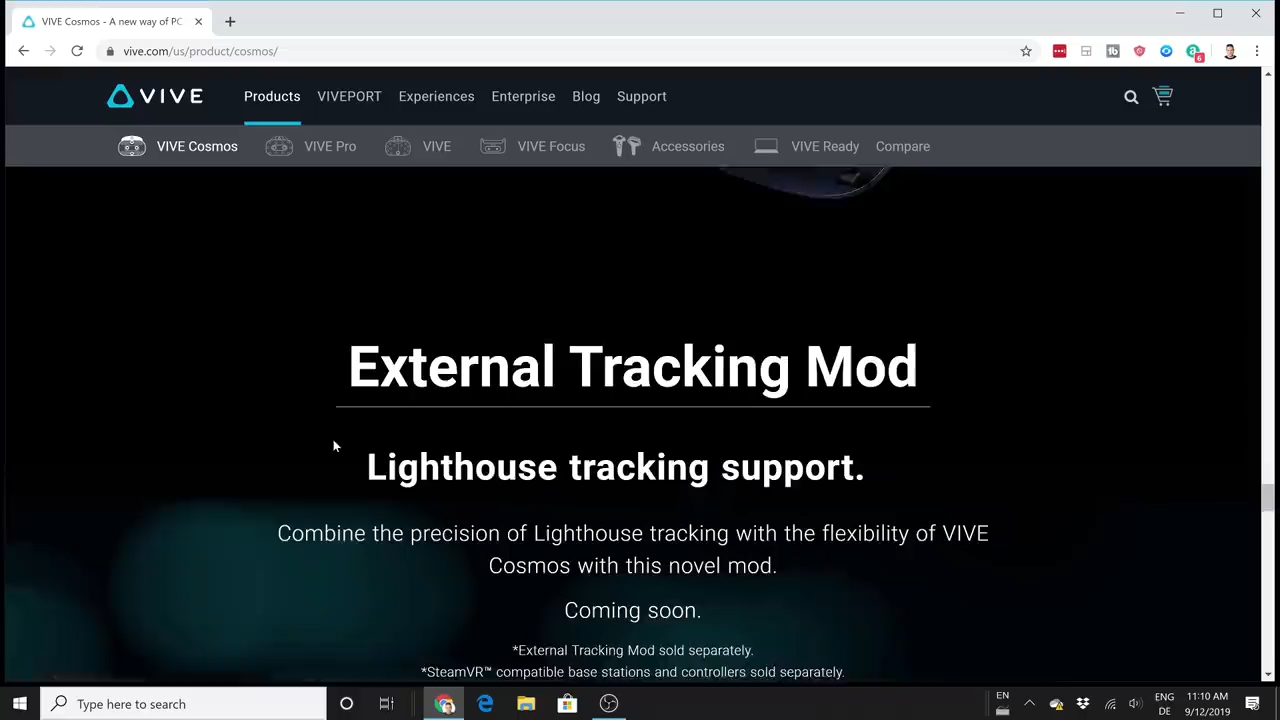 VIVE Cosmos - A new way of PC
vive.com/us/product/cosmos/
6
VIVE
Products
VIVEPORT
Experiences
Enterprise
Blog
Support
VIVE Cosmos
VIVE Pro
VIVE
VIVE Focus
Accessories
VIVE Ready
Compare
External Tracking Mod
Lighthouse tracking support.
Combine the precision of Lighthouse tracking with the flexibility of VIVE
Cosmos with this novel mod.
Coming soon.
*External Tracking Mod sold separately.
*SteamVR™ compatible base stations and controllers sold separately.
Type here to search
EN
ENG
DE
11:10 AM
9/12/2019